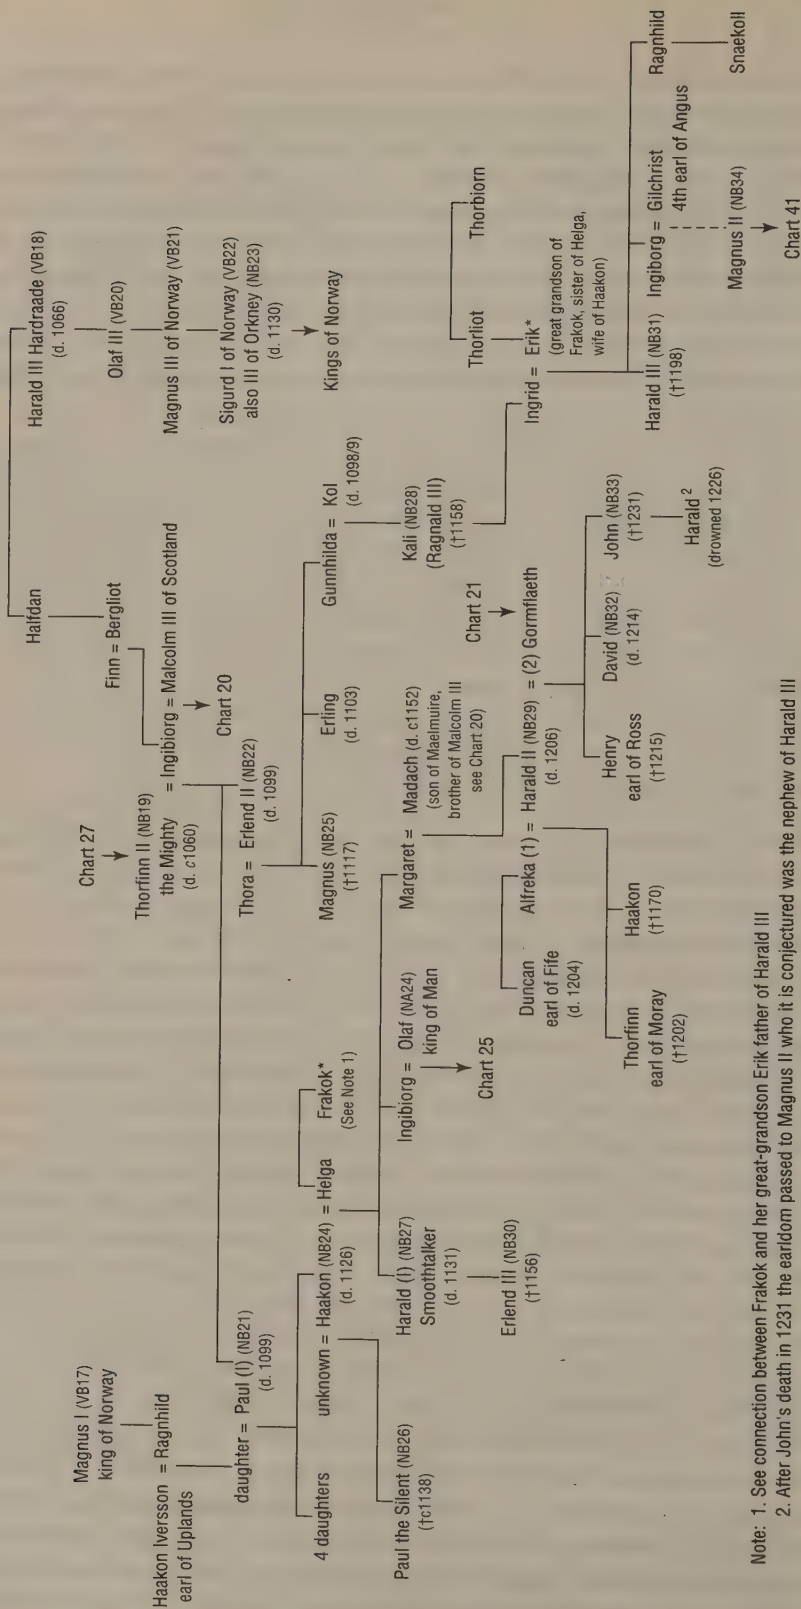 Harald III Hardraade (VB18)
(d. 1066)
Halfdan
Olaf III (VB20)
Finn = Bergliot
Magnus III of Norway (VB21)
Chart 27
Thorfinn II (NB19)
the Mighty
(d. c1060)
= Ingibiorg = Malcolm III of Scotland
Chart 20
Sigurd I of Norway (VB22)
also III of Orkney (NB23)
(d. 1130)
Kings of Norway
Magnus I (VB17)
king of Norway
Haakon Iversson = Ragnhild
earl of Uplands
daughter = Paul (I) (NB21)
(d. 1099)
Thora = Erlend II (NB22)
(d. 1099)
4 daughters
unknown = Haakon (NB24) = Helga
(d. 1126)
Frakok*
(See Note 1)
Magnus (NB25)
(†1117)
Erling
(d. 1103)
Gunnhilda = Kol
(d. 1098/9)
Thorliot
Thorbiorn
Paul the Silent (NB26)
(†c1138)
Harald (I) (NB27)
Smoothtalker
(d. 1131)
Ingibiorg = Olaf (NA24)
king of Man
Chart 25
Margaret = Madach (d. c1152)
(son of Maelmuire,
brother of Malcolm III
see Chart 20)
Kali (NB28)
(Ragnald III)
(†1158)
Ingrid = Erik*
(great grandson of
Frakok, sister of Helga,
wife of Haakon)
Chart 21
Erlend III (NB30)
(†1156)
Duncan
earl of Fife
(d. 1204)
Alfreka (1) = Harald II (NB29) = (2) Gormflaeth
(d. 1206)
Harald III (NB31)
(†1198)
Ingiborg = Gilchrist
4th earl of Angus
Ragnhild
Thorfinn
earl of Moray
(†1202)
Haakon
(†1170)
Henry
earl of Ross
(†1215)
David (NB32)
(d. 1214)
John (NB33)
(†1231)
Magnus II (NB34)
Snaekoll
Harald 2
(drowned 1226)
Chart 41
Note: 1. See connection between Frakok and her great-grandson Erik father of Harald III
2. After John's death in 1231 the earldom passed to Magnus II who it is conjectured was the nephew of Harald III